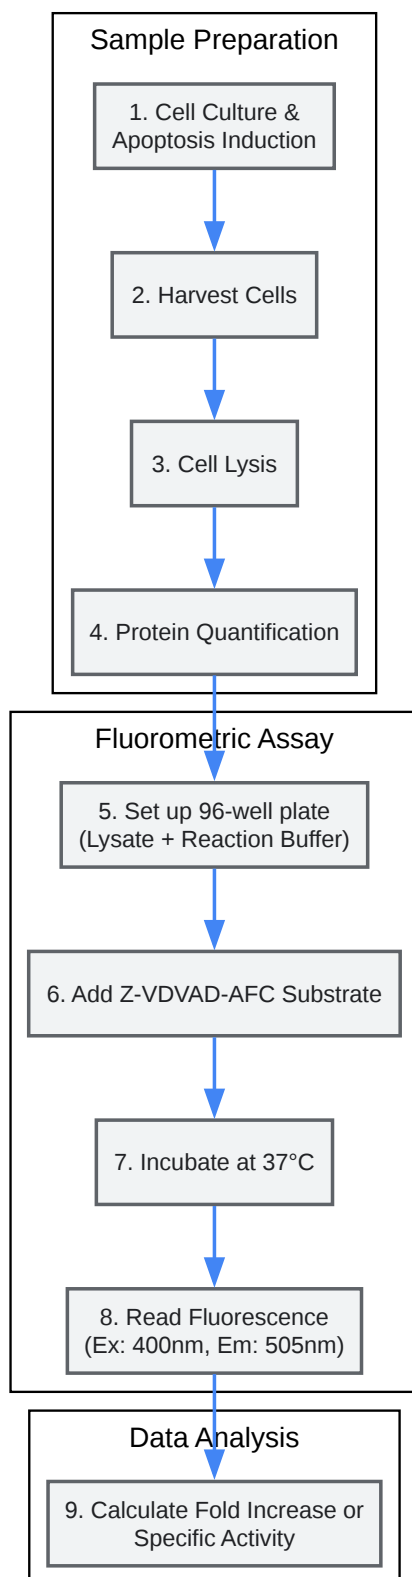 Sample Preparation
1. Cell Culture &
Apoptosis Induction
2. Harvest Cells
3. Cell Lysis
4. Protein Quantification
Fluorometric Assay
5. Set up 96-well plate
(Lysate + Reaction Buffer)
6. Add Z-VDVAD-AFC Substrate
7. Incubate at 37°C
8. Read Fluorescence
(Ex: 400nm, Em: 505nm)
Data Analysis
9. Calculate Fold Increase or
Specific Activity